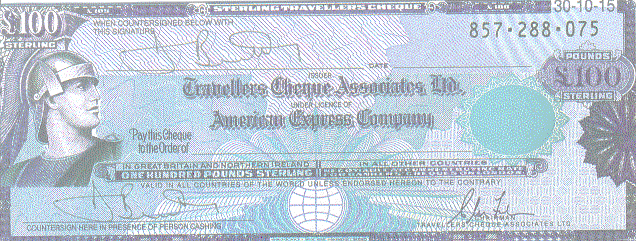 £100 STERLING TRAVELLERS CHEQUE £100 30-10-15
£100
STERLING
WHEN COUNTERSIGNED BELOW WITH
THIS SIGNATURE
857·288·075
DATE
POUNDS
£100
STERLING
ISSUER
Travellers Cheque Associates, Ltd.,
UNDER LICENCE OF
American Express Company
"Pay this Cheque
to the Order of
IN GREAT BRITAIN AND NORTHERN IRELAND
IN ALL OTHER COUNTRIES
ONE HUNDRED POUNDS STERLING
VALID IN ALL COUNTRIES OF THE WORLD UNLESS ENDORSED HEREON TO THE CONTRARY
CHAIRMAN
COUNTERSIGN HERE IN PRESENCE OF PERSON CASHING
TRAVELLERS CHEQUE ASSOCIATES LTD